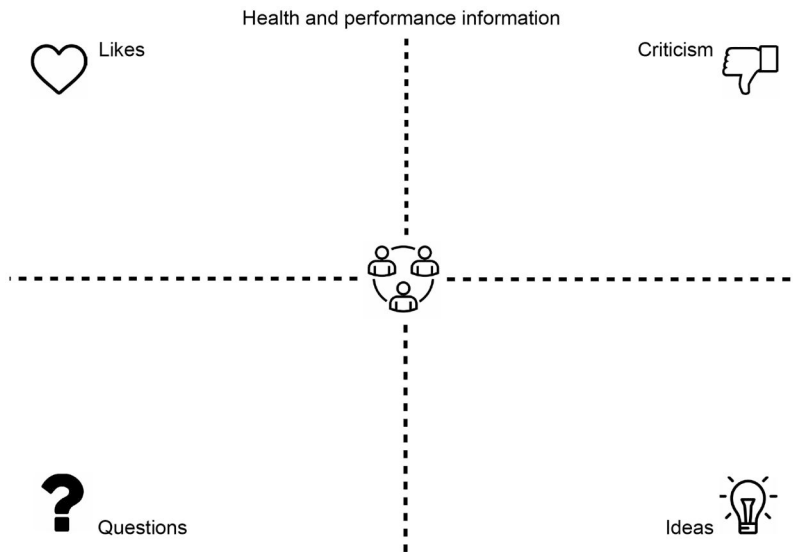 Health and performance information
Likes
Criticism
Questions
Ideas